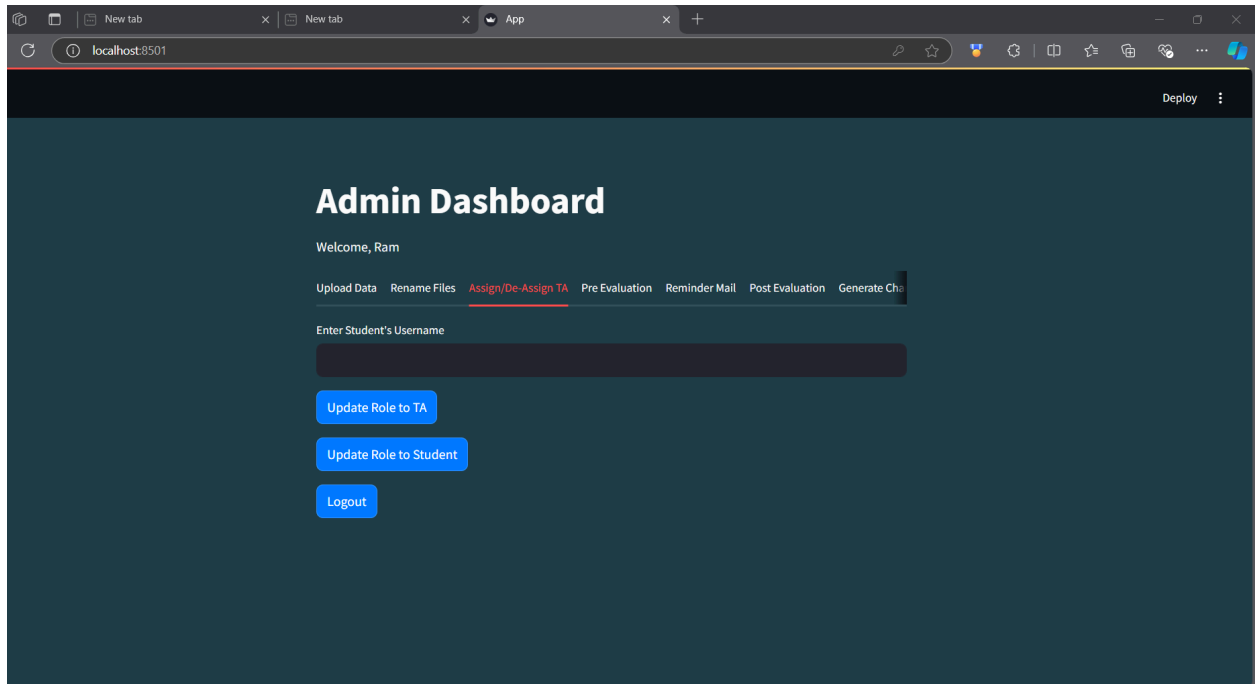 New tab New tab App
localhost:8501
Deploy
Admin Dashboard
Welcome, Ram
Upload Data Rename Files Assign/De-Assign TA Pre Evaluation Reminder Mail Post Evaluation Generate Cha
Enter Student's Username
Update Role to TA
Update Role to Student
Logout